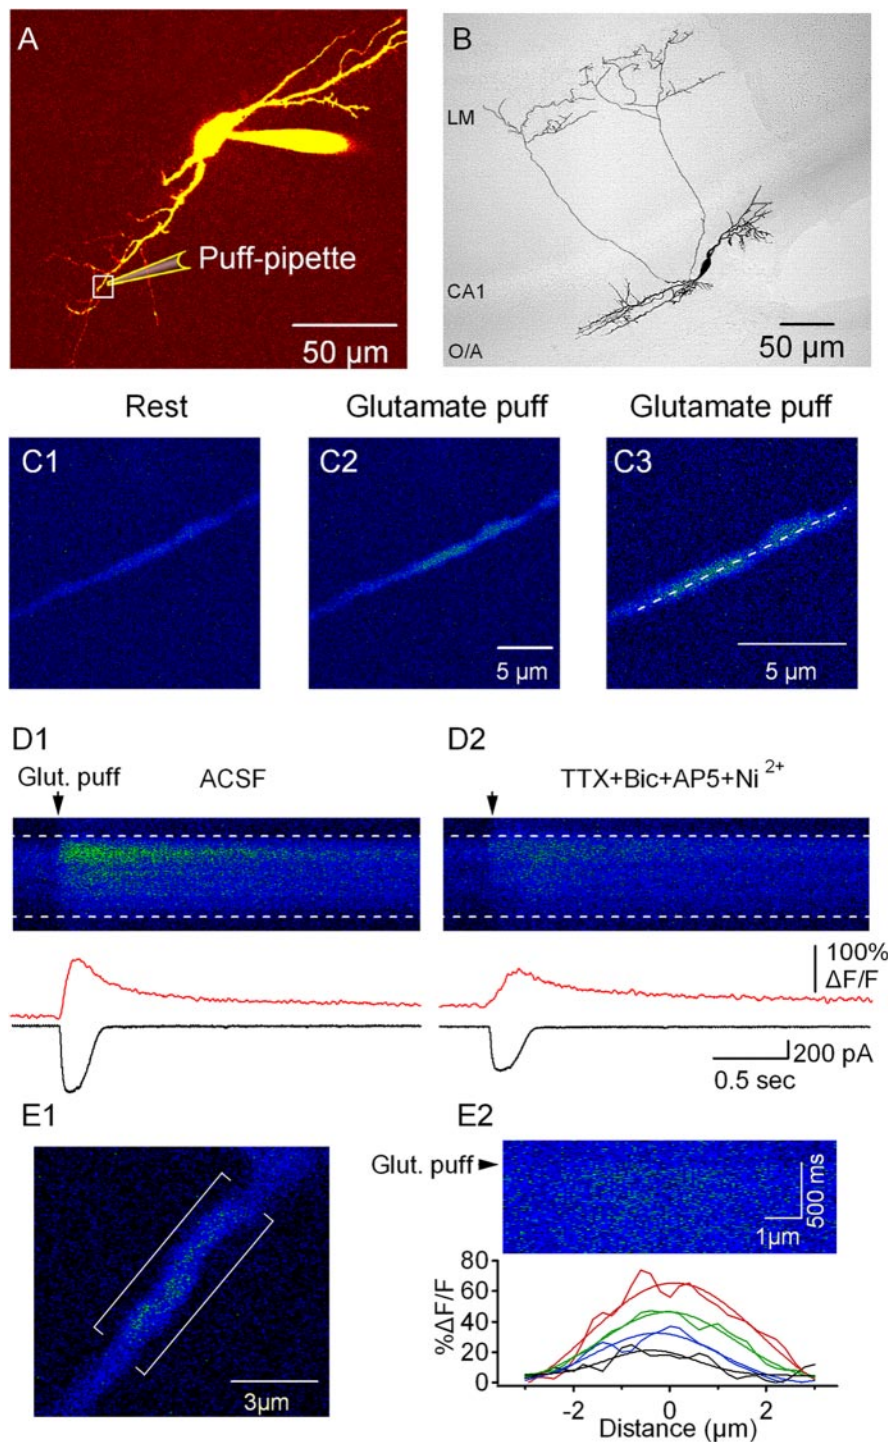 A
Puff-pipette
50 µm
B
LM
CA1
O/A
50 µm
Rest
Glutamate puff
Glutamate puff
C1
C2
5 µm
C3
5 µm
D1
Glut. puff
ACSF
D2
TTX+Bic+AP5+Ni 2+
100%
ΔF/F
200 pA
0.5 sec
E1
3µm
E2
Glut. puff
500 ms
1µm
80
60
40
20
0
%ΔF/F
-2
0
2
Distance (µm)